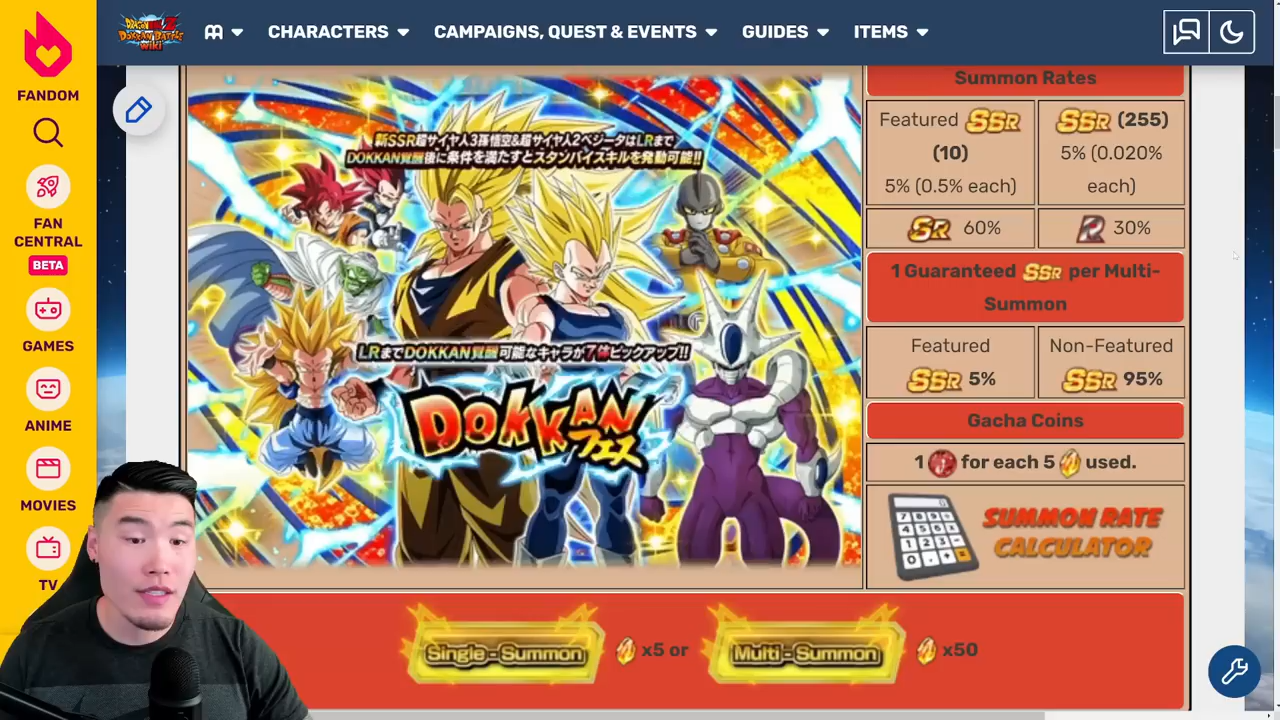 FANDOM
FAN
CENTRAL
BETA
GAMES
ANIME
MOVIES
TV
DRAGON BALL Z
DOKKAN BATTLE
WIKI
CHARACTERS
CAMPAIGNS, QUEST & EVENTS
GUIDES
ITEMS
新SSR超サイヤ人3孫悟空&超サイヤ人2ベジータはLRまで
DOKKAN覚醒後に条件を満たすとスタンバイスキルを発動可能!!
LRまでDOKKAN覚醒可能なキャラが7体ピックアップ!!
DOKKAN
フェス
Summon Rates
Featured SSR
(10)
5% (0.5% each)
SSR (255)
5% (0.020%
each)
SR 60%
R 30%
1 Guaranteed SSR per Multi-
Summon
Featured
SSR 5%
Non-Featured
SSR 95%
Gacha Coins
1 for each 5 used.
SUMMON RATE
CALCULATOR
Single-Summon x5 or Multi-Summon x50